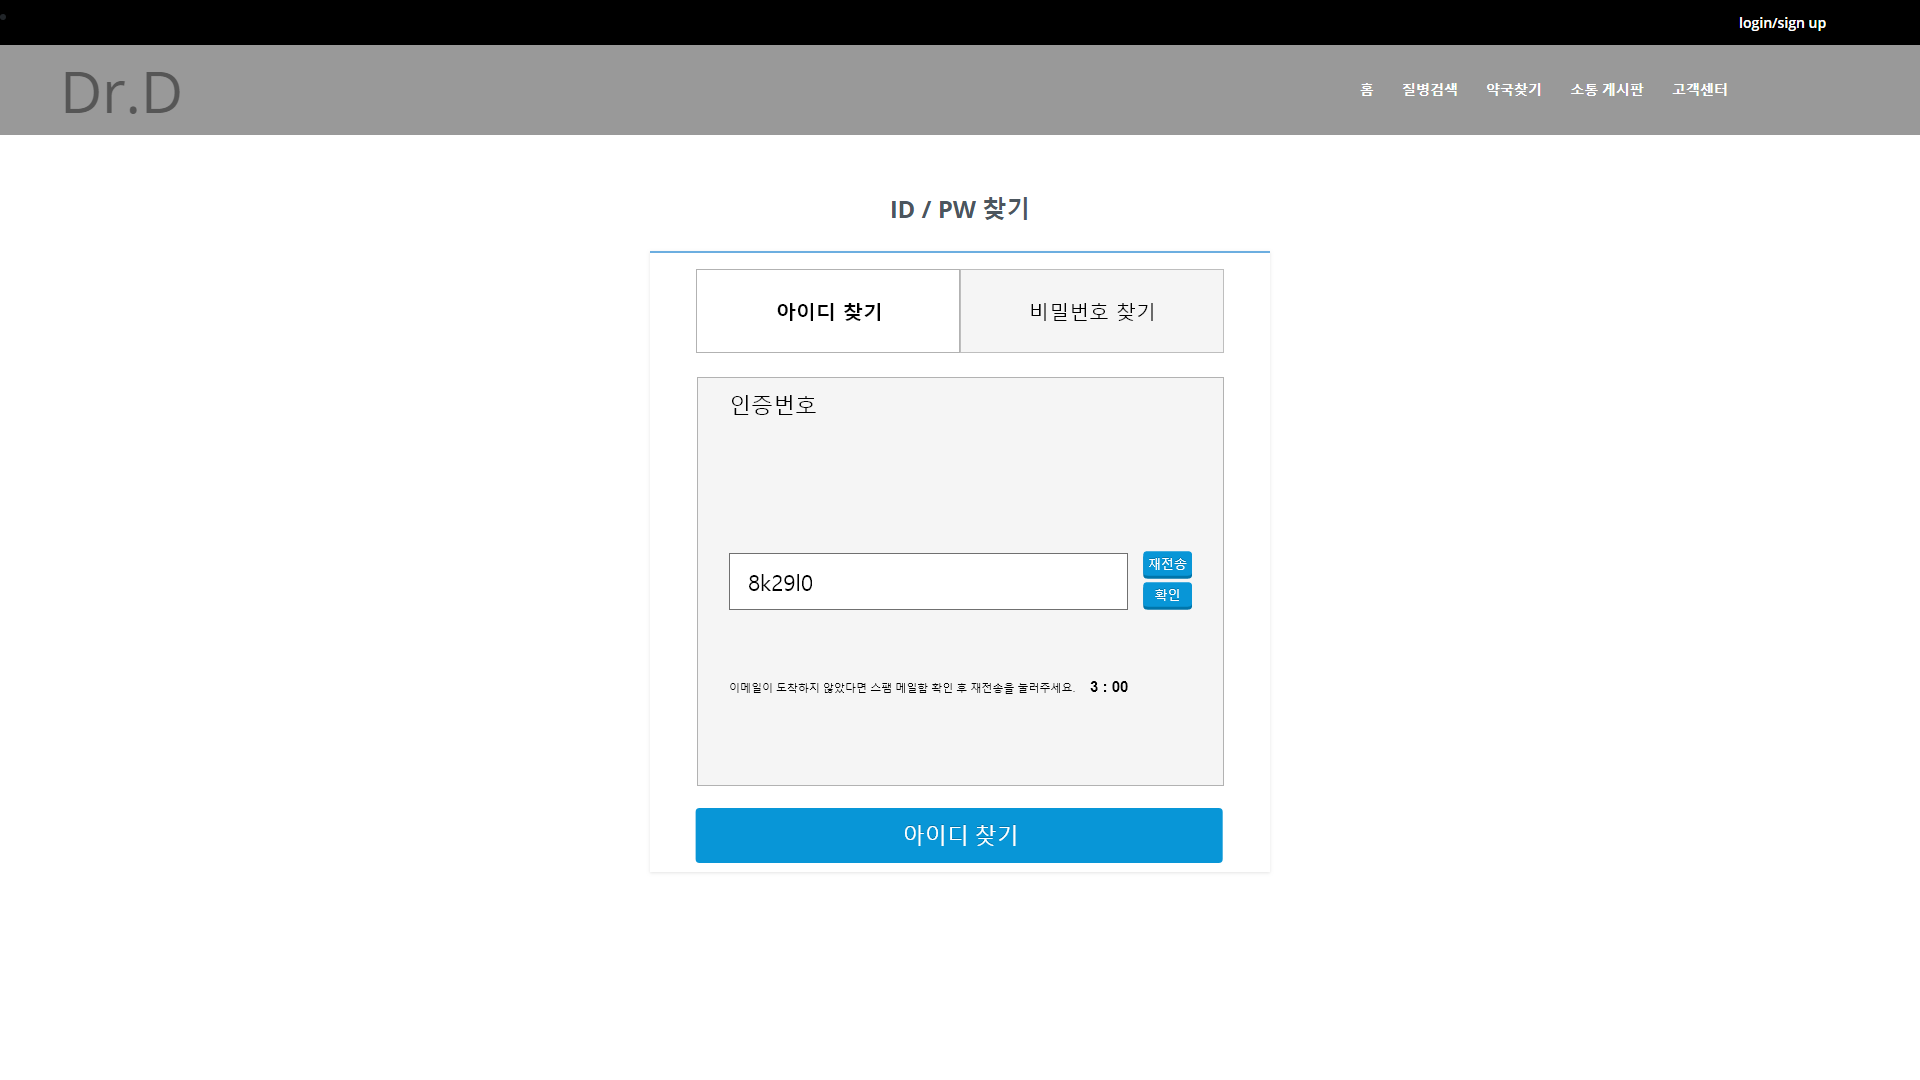 login/sign up
Dr.D
홈 질병검색 약국찾기 소통 게시판 고객센터
ID / PW 찾기
아이디 찾기 비밀번호 찾기
인증번호
8k29l0 재전송
확인
이메일이 도착하지 않았다면 스팸 메일함 확인 후 재전송을 눌러주세요. 3 : 00
아이디 찾기